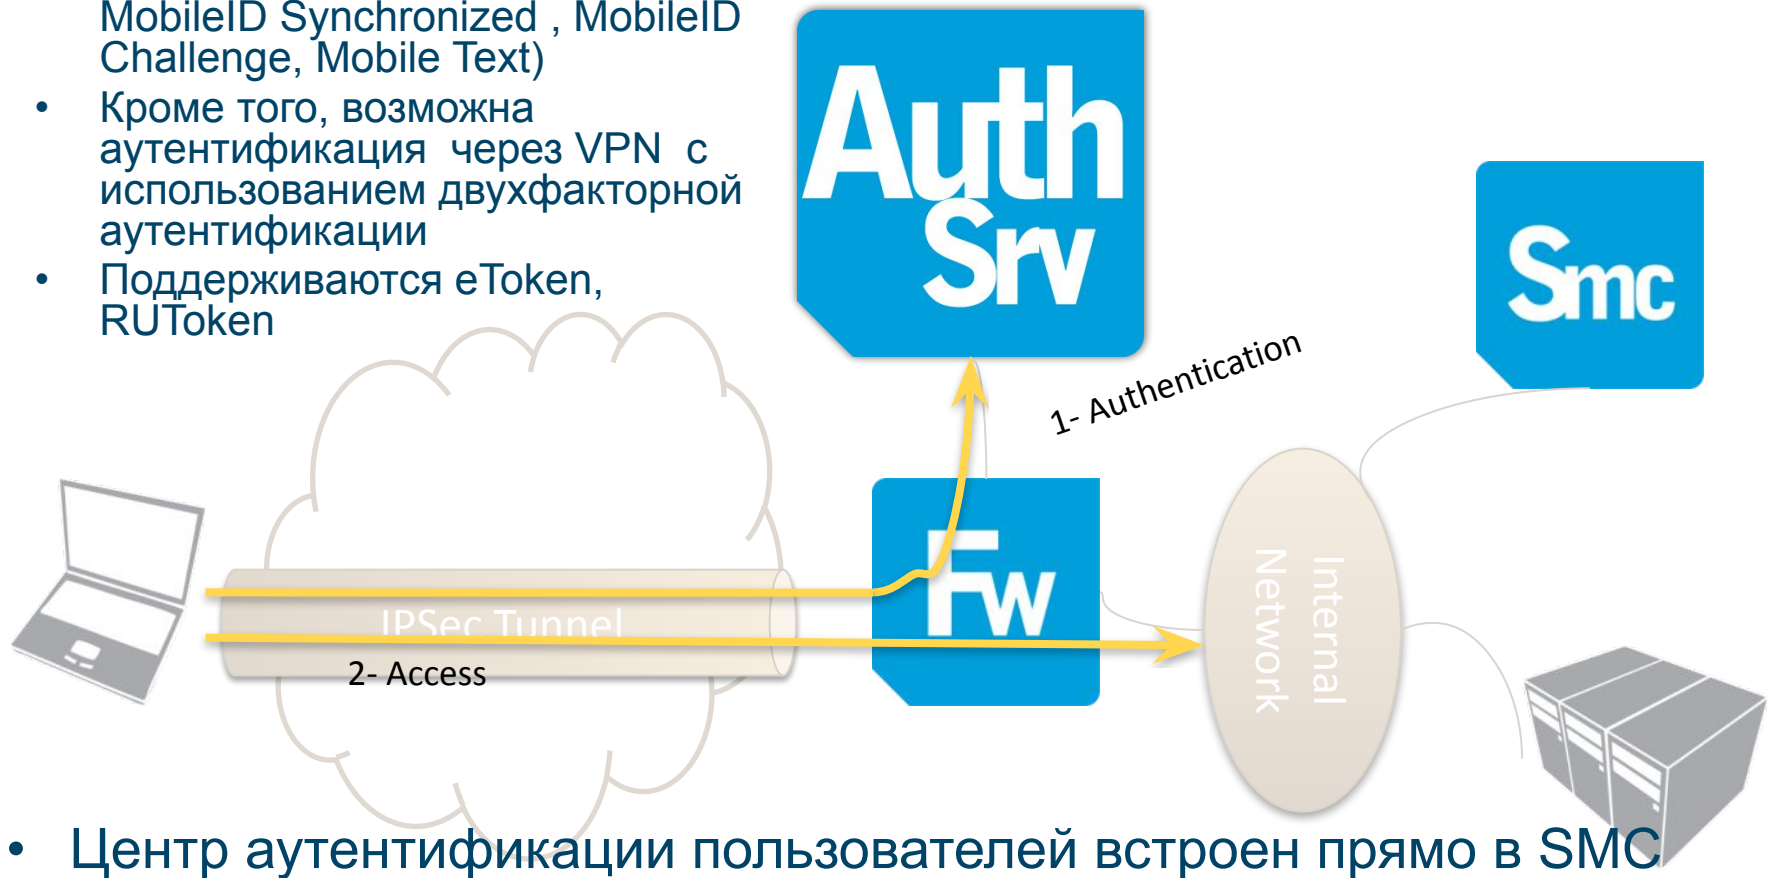 MobileID Synchronized , MobileID
Challenge, Mobile Text)
• Кроме того, возможна
аутентификация через VPN с
использованием двухфакторной
аутентификации
• Поддерживаются eToken,
RUToken
Auth
Srv
Smc
1- Authentication
Fw
IPSec Tunnel
2- Access
Internal
Network
• Центр аутентификации пользователей встроен прямо в SMC